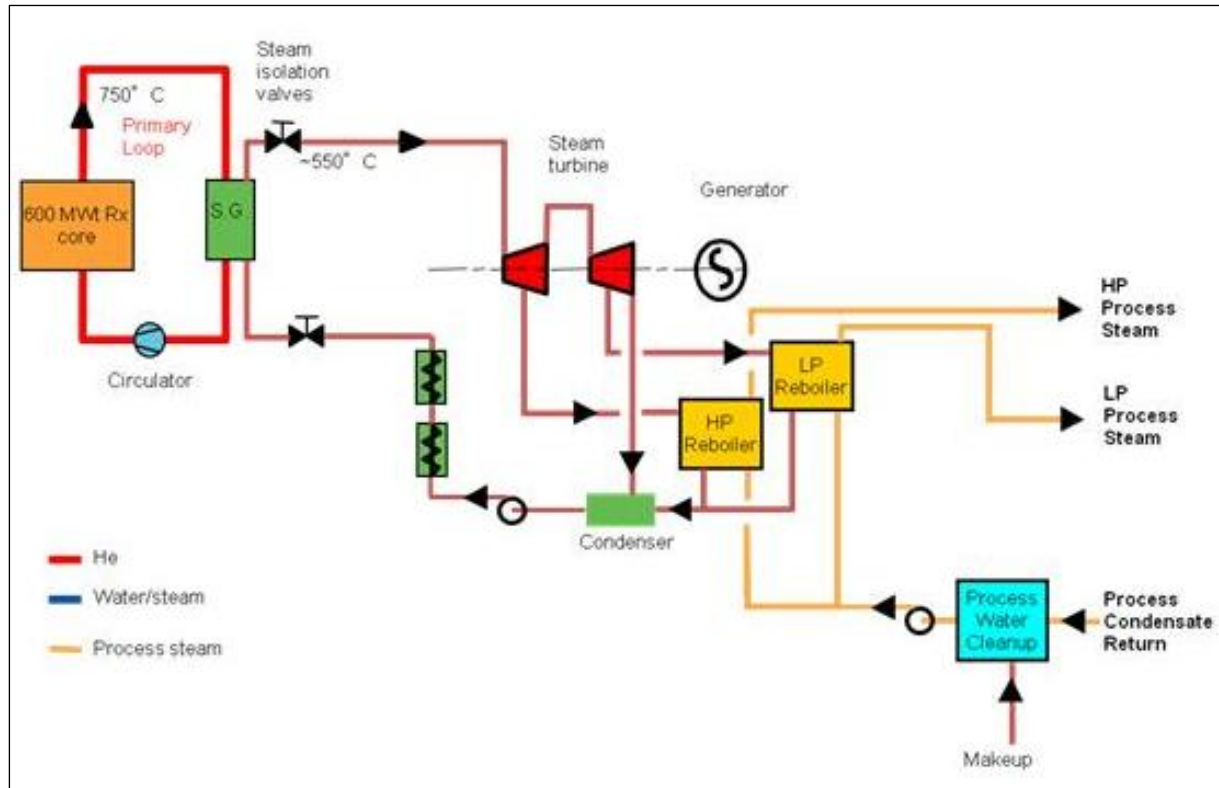 Steam
isolation
valves
750° C
Primary
Loop
~550° C
Steam
turbine
Generator
600 MWt Rx
core
S.G.
Circulator
HP
Process
Steam
LP
Reboiler
LP
Process
Steam
HP
Reboiler
Condenser
He
Water/steam
Process steam
Process
Water
Cleanup
Process
Condensate
Return
Makeup